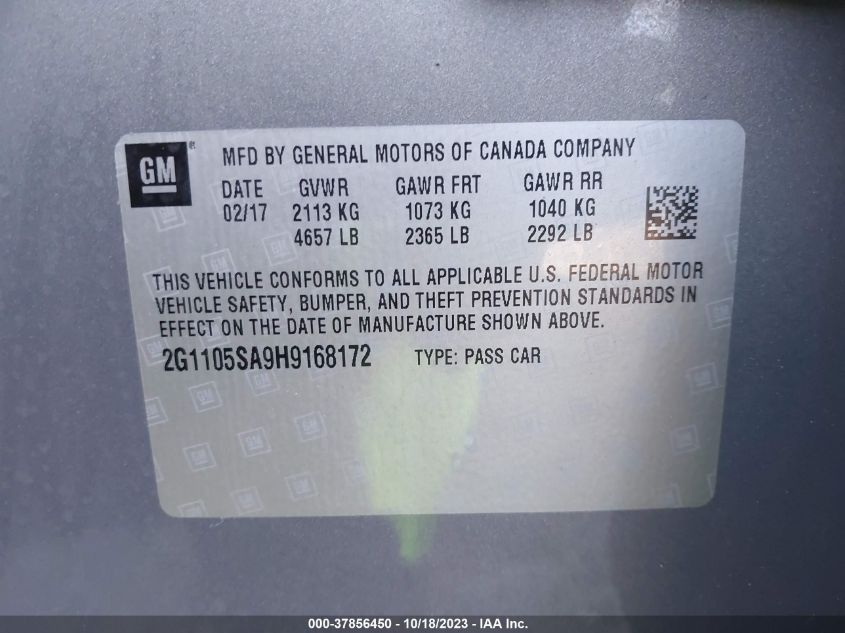 GM ® MFD BY GENERAL MOTORS OF CANADA COMPANY
DATE GVWR GAWR FRT GAWR RR
02/17 2113 KG 1073 KG 1040 KG
4657 LB 2365 LB 2292 LB
THIS VEHICLE CONFORMS TO ALL APPLICABLE U.S. FEDERAL MOTOR
VEHICLE SAFETY, BUMPER, AND THEFT PREVENTION STANDARDS IN
EFFECT ON THE DATE OF MANUFACTURE SHOWN ABOVE.
2G1105SA9H9168172 TYPE: PASS CAR
000-37856450 - 10/18/2023 - IAA Inc.